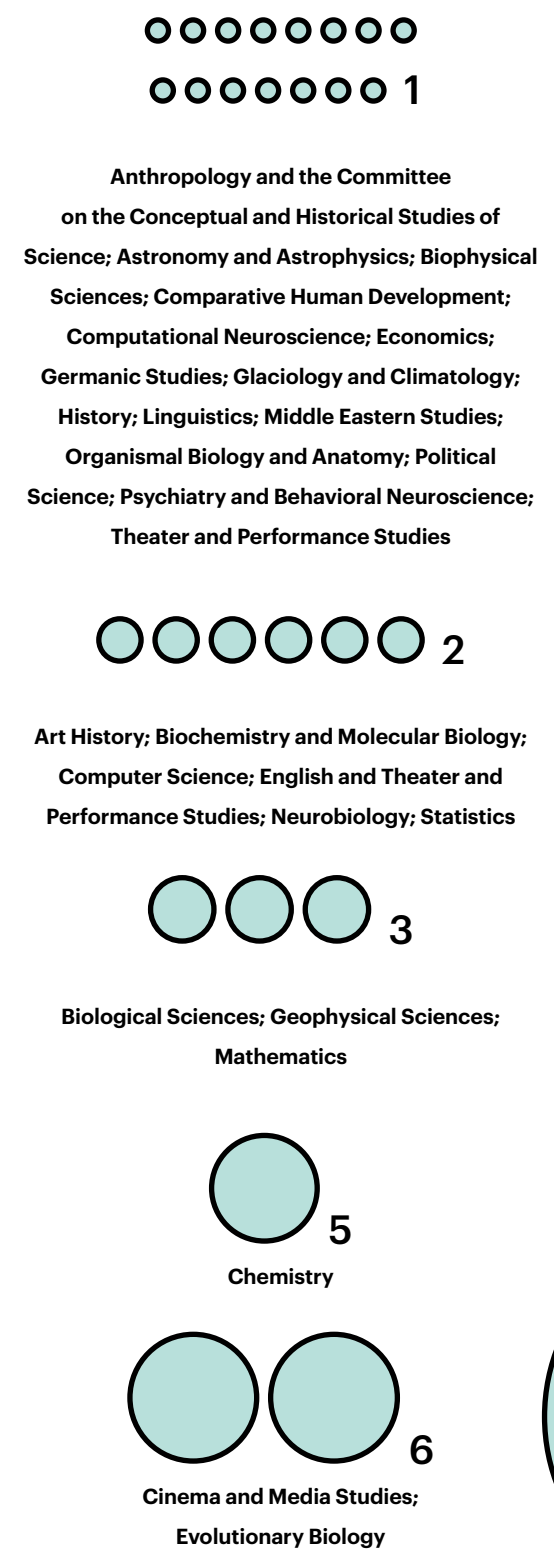 1
Anthropology and the Committee
on the Conceptual and Historical Studies of
Science; Astronomy and Astrophysics; Biophysical
Sciences; Comparative Human Development;
Computational Neuroscience; Economics;
Germanic Studies; Glaciology and Climatology;
History; Linguistics; Middle Eastern Studies;
Organismal Biology and Anatomy; Political
Science; Psychiatry and Behavioral Neuroscience;
Theater and Performance Studies
2
Art History; Biochemistry and Molecular Biology;
Computer Science; English and Theater and
Performance Studies; Neurobiology; Statistics
3
Biological Sciences; Geophysical Sciences;
Mathematics
5
Chemistry
6
Cinema and Media Studies;
Evolutionary Biology